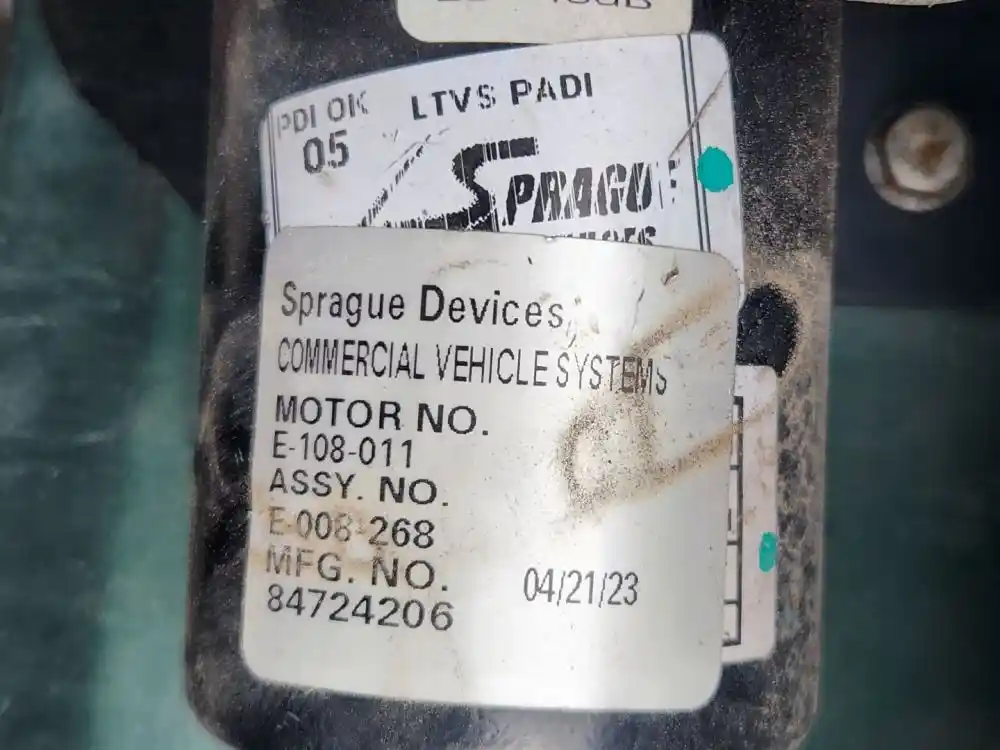 PDI OK LTVS PADI
05
SPRAGUE
Sprague Devices,
COMMERCIAL VEHICLE SYSTEMS
MOTOR NO.
E-108-011
ASSY. NO.
E-008-268
MFG. NO.
84724206
04/21/23